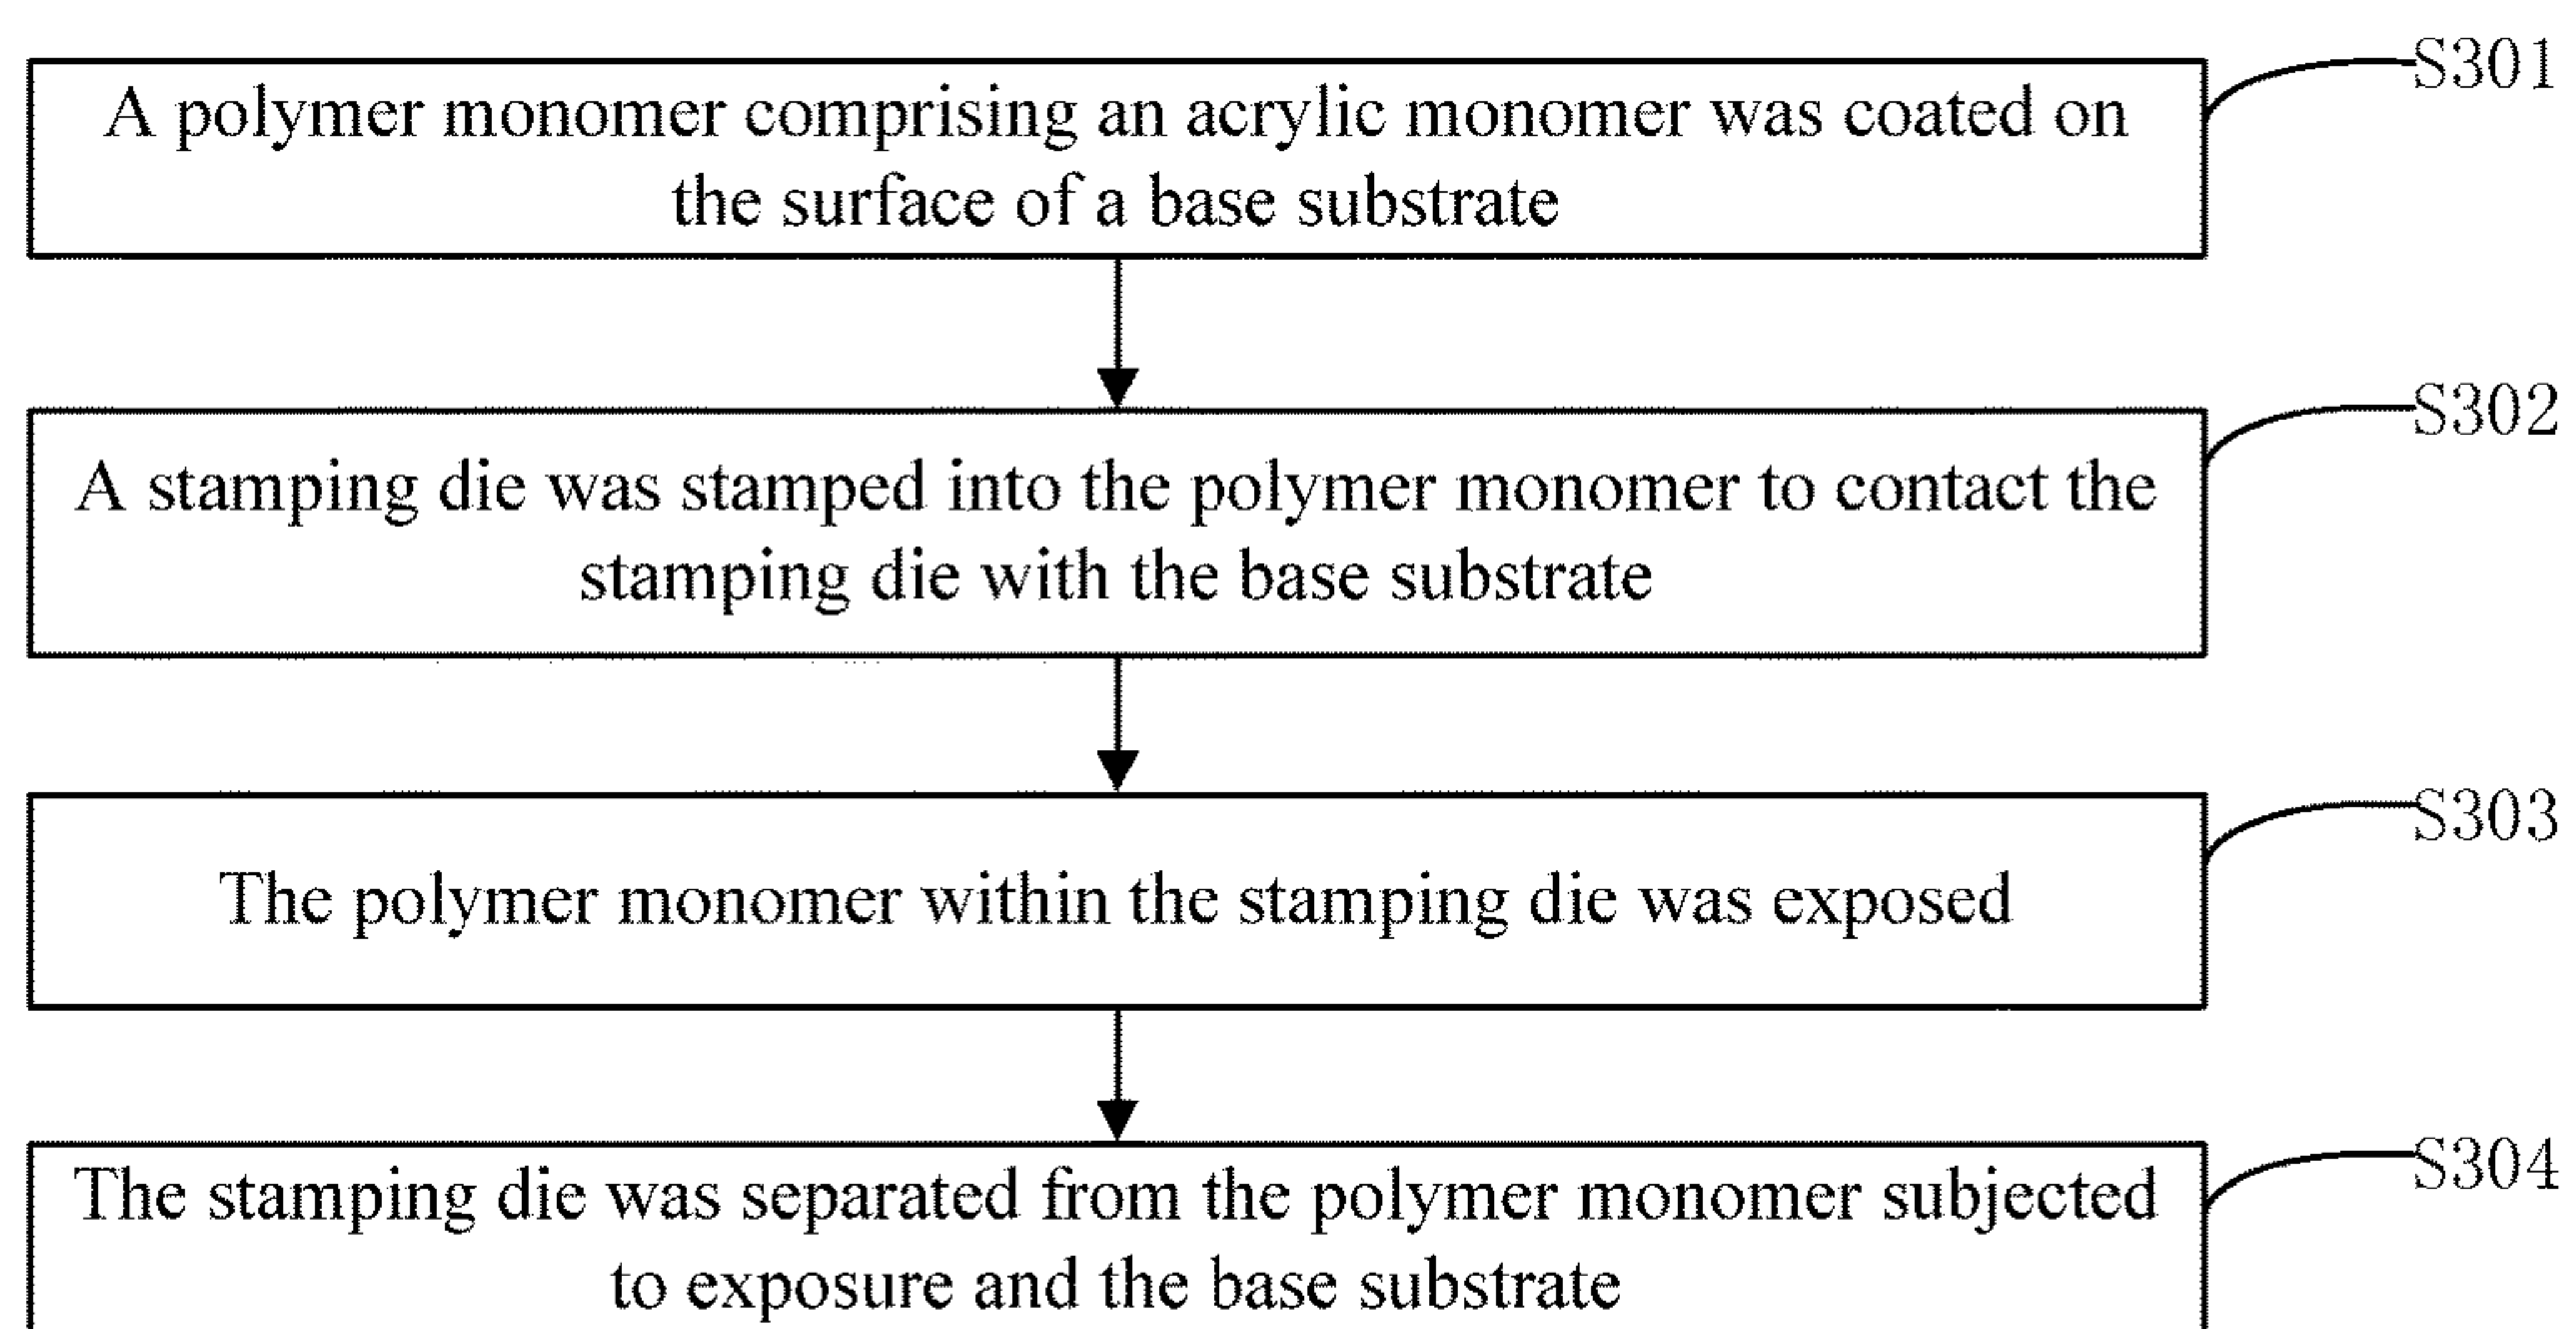 S301
A polymer monomer comprising an acrylic monomer was coated on
the surface of a base substrate
S302
A stamping die was stamped into the polymer monomer to contact the
stamping die with the base substrate
S303
The polymer monomer within the stamping die was exposed
S304
The stamping die was separated from the polymer monomer subjected
to exposure and the base substrate